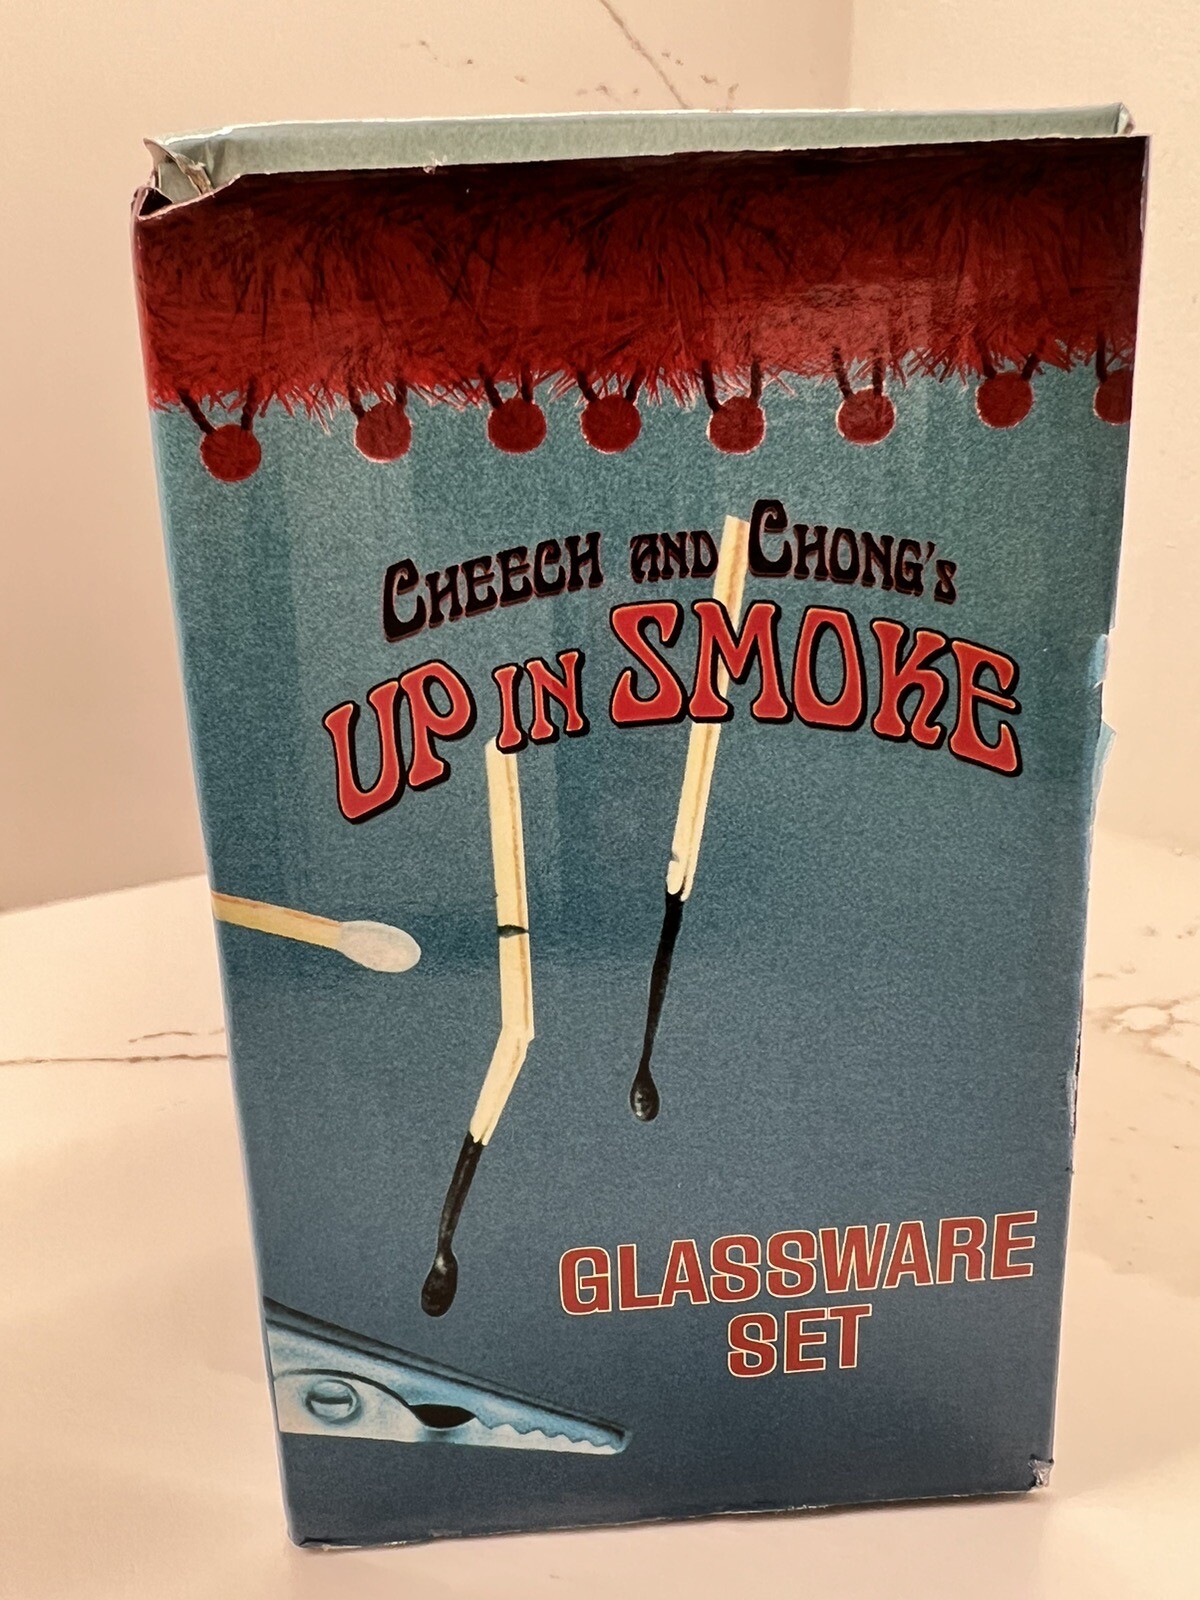 CHEECH AND CHONG'S
UP IN SMOKE
GLASSWARE
SET